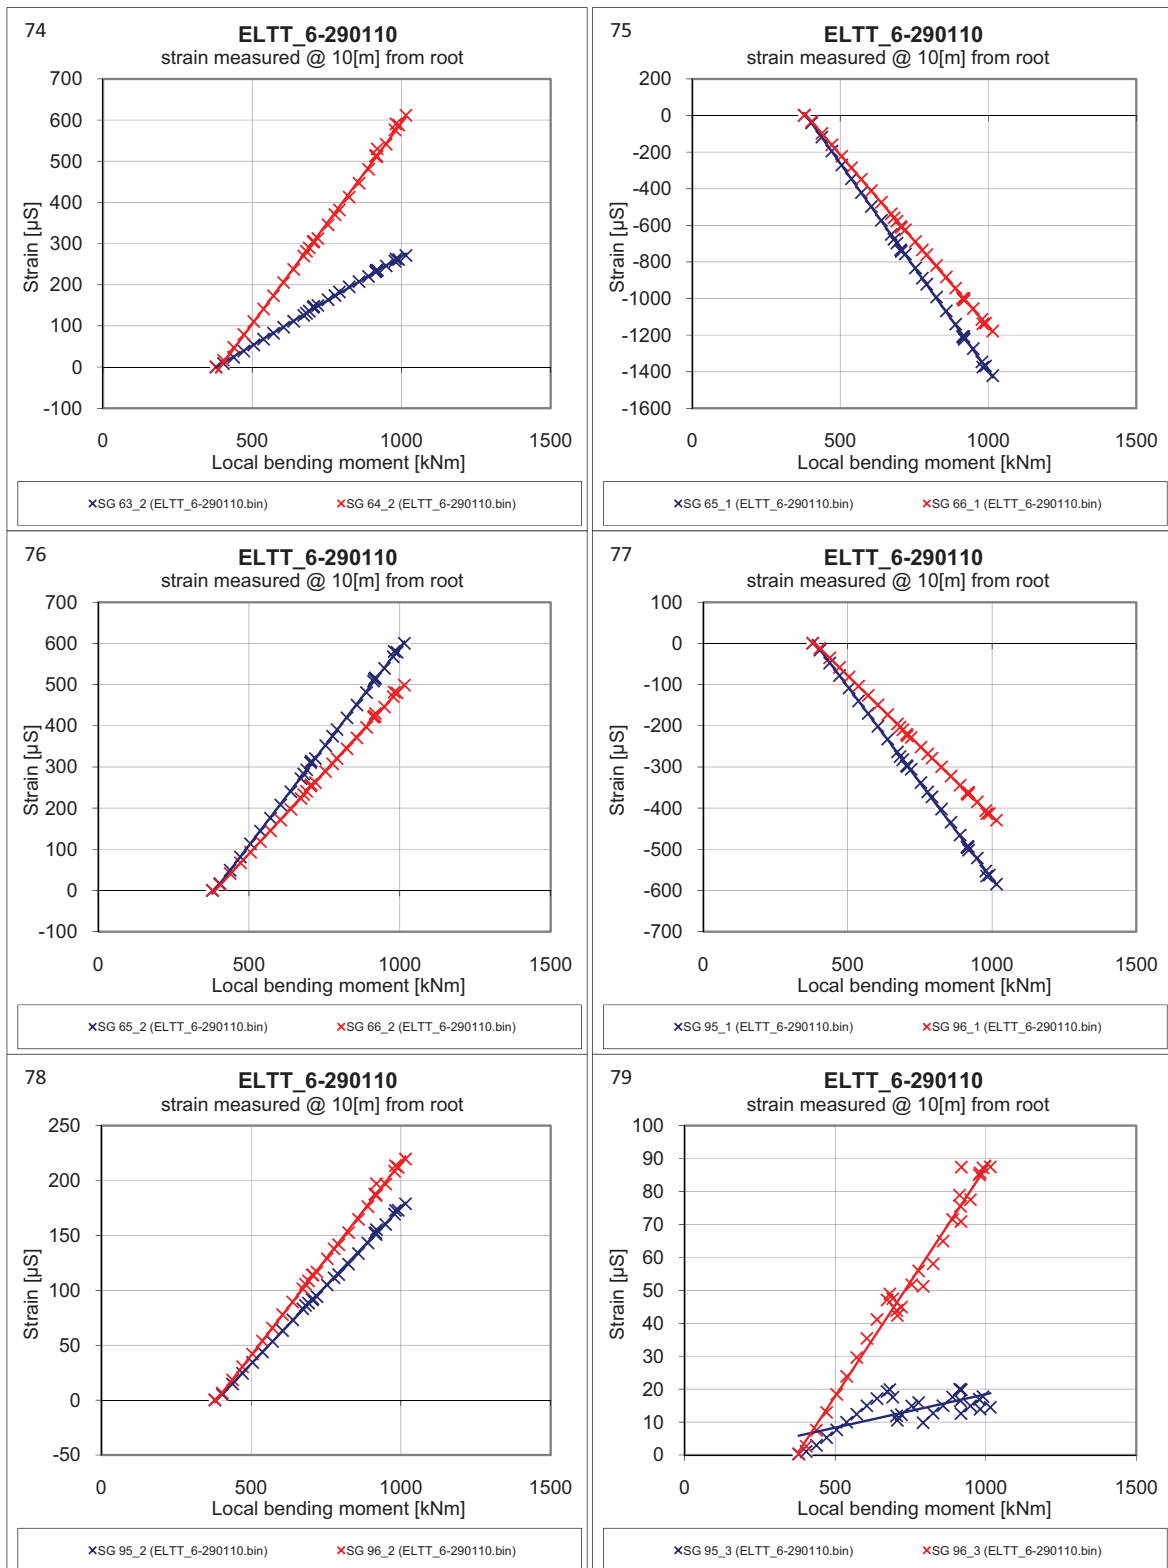 74
ELTT_6-290110
strain measured @ 10[m] from root
700
600
500
400
300
200
100
0
-100
Strain [µS]
0 500 1000 1500
Local bending moment [kNm]
×SG 63_2 (ELTT_6-290110.bin) ×SG 64_2 (ELTT_6-290110.bin)
75
ELTT_6-290110
strain measured @ 10[m] from root
200
0
-200
-400
-600
-800
-1000
-1200
-1400
-1600
Strain [µS]
0 500 1000 1500
Local bending moment [kNm]
×SG 65_1 (ELTT_6-290110.bin) ×SG 66_1 (ELTT_6-290110.bin)
76
ELTT_6-290110
strain measured @ 10[m] from root
700
600
500
400
300
200
100
0
-100
Strain [µS]
0 500 1000 1500
Local bending moment [kNm]
×SG 65_2 (ELTT_6-290110.bin) ×SG 66_2 (ELTT_6-290110.bin)
77
ELTT_6-290110
strain measured @ 10[m] from root
100
0
-100
-200
-300
-400
-500
-600
-700
Strain [µS]
0 500 1000 1500
Local bending moment [kNm]
×SG 95_1 (ELTT_6-290110.bin) ×SG 96_1 (ELTT_6-290110.bin)
78
ELTT_6-290110
strain measured @ 10[m] from root
250
200
150
100
50
0
-50
Strain [µS]
0 500 1000 1500
Local bending moment [kNm]
×SG 95_2 (ELTT_6-290110.bin) ×SG 96_2 (ELTT_6-290110.bin)
79
ELTT_6-290110
strain measured @ 10[m] from root
100
90
80
70
60
50
40
30
20
10
0
Strain [µS]
0 500 1000 1500
Local bending moment [kNm]
×SG 95_3 (ELTT_6-290110.bin) ×SG 96_3 (ELTT_6-290110.bin)